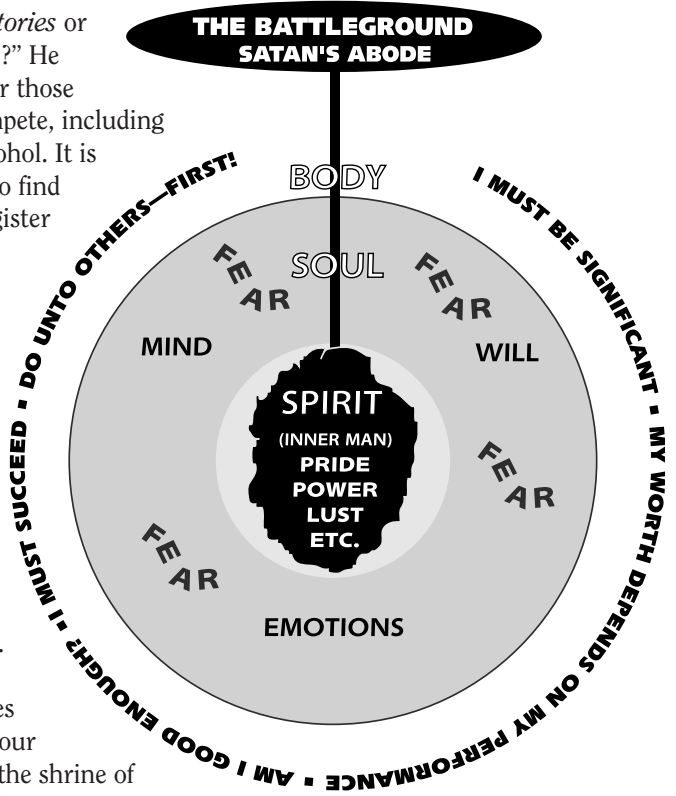 tories or
?” He
r those
pete, including
ohol. It is
o find
gister
.
es
our
the shrine of
THE BATTLEGROUND
SATAN'S ABODE
I MUST BE SIGNIFICANT ▪ MY WORTH DEPENDS ON MY PERFORMANCE ▪ AM I GOOD ENOUGH? ▪ I MUST SUCCEED ▪ DO UNTO OTHERS—FIRST!
BODY
SOUL
FEAR
FEAR
MIND
WILL
SPIRIT
(INNER MAN)
PRIDE
POWER
LUST
ETC.
FEAR
FEAR
EMOTIONS